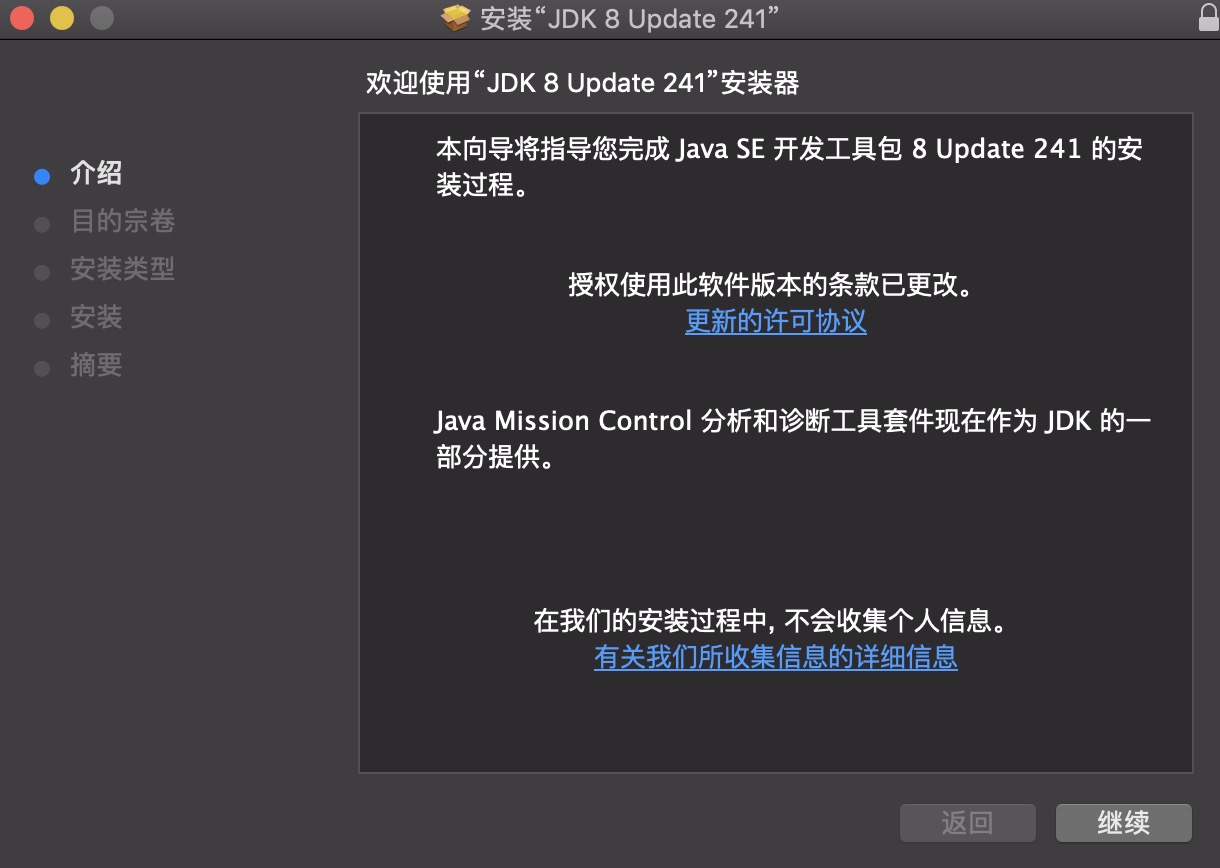 安装“JDK 8 Update 241”
欢迎使用“JDK 8 Update 241”安装器
介绍
目的宗卷
安装类型
安装
摘要
本向导将指导您完成 Java SE 开发工具包 8 Update 241 的安
装过程。
授权使用此软件版本的条款已更改。
更新的许可协议
Java Mission Control 分析和诊断工具套件现在作为 JDK 的一
部分提供。
在我们的安装过程中, 不会收集个人信息。
有关我们所收集信息的详细信息
返回
继续